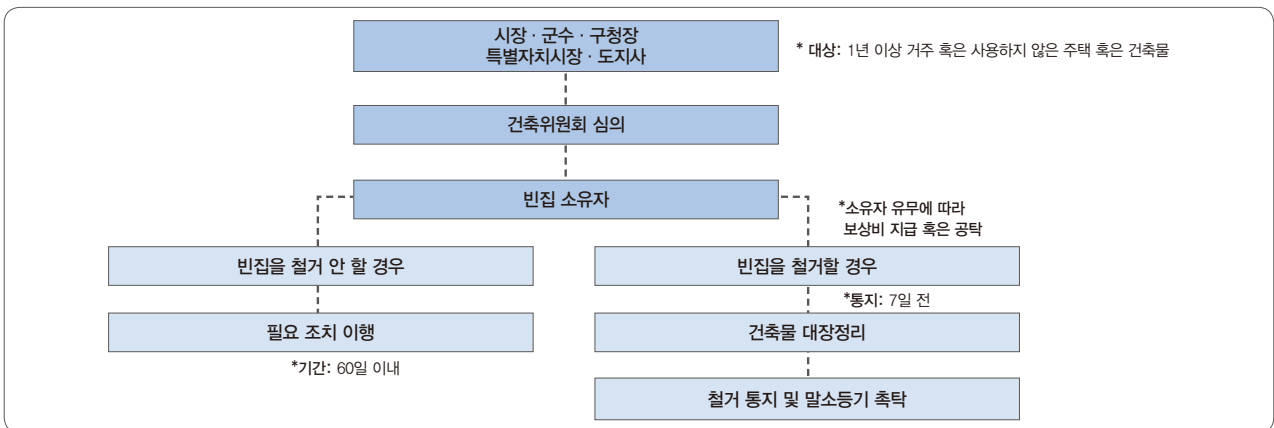 시장 · 군수 · 구청장
특별자치시장 · 도지사
* 대상: 1년 이상 거주 혹은 사용하지 않은 주택 혹은 건축물
건축위원회 심의
빈집 소유자
*소유자 유무에 따라
보상비 지급 혹은 공탁
빈집을 철거 안 할 경우
빈집을 철거할 경우
*통지: 7일 전
필요 조치 이행
건축물 대장정리
*기간: 60일 이내
철거 통지 및 말소등기 촉탁